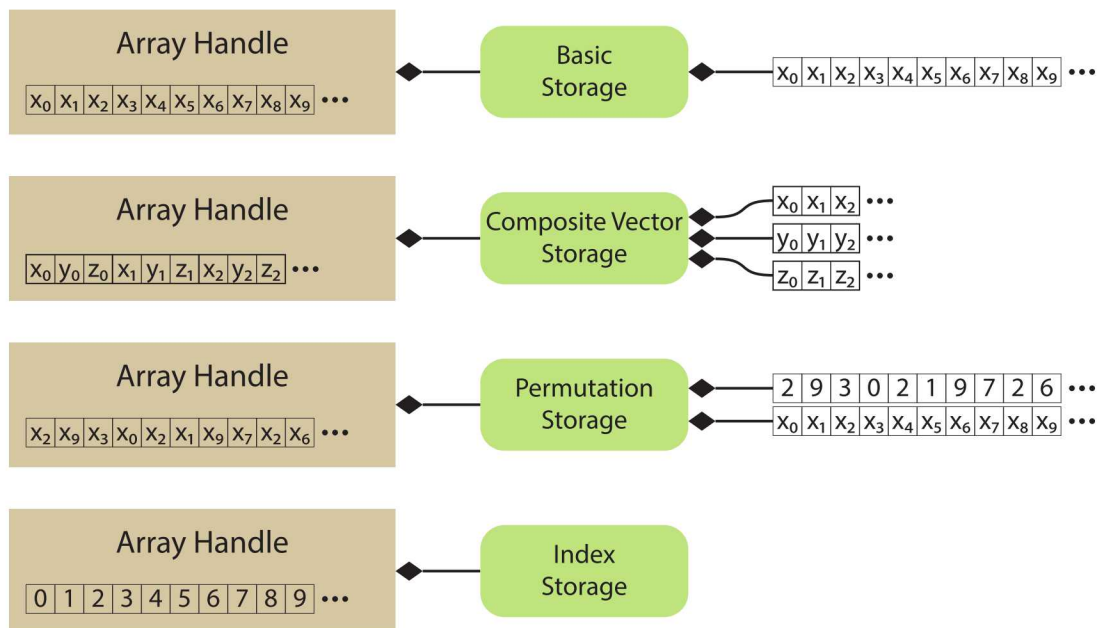 Array Handle
x₀ x₁ x₂ x₃ x₄ x₅ x₆ x₇ x₈ x₉ •••
Basic
Storage
x₀ x₁ x₂ x₃ x₄ x₅ x₆ x₇ x₈ x₉ •••
Array Handle
x₀ y₀ z₀ x₁ y₁ z₁ x₂ y₂ z₂ •••
Composite Vector
Storage
x₀ x₁ x₂ •••
y₀ y₁ y₂ •••
z₀ z₁ z₂ •••
Array Handle
x₂ x₉ x₃ x₀ x₂ x₁ x₉ x₇ x₂ x₆ •••
Permutation
Storage
2 9 3 0 2 1 9 7 2 6 •••
x₀ x₁ x₂ x₃ x₄ x₅ x₆ x₇ x₈ x₉ •••
Array Handle
0 1 2 3 4 5 6 7 8 9 •••
Index
Storage